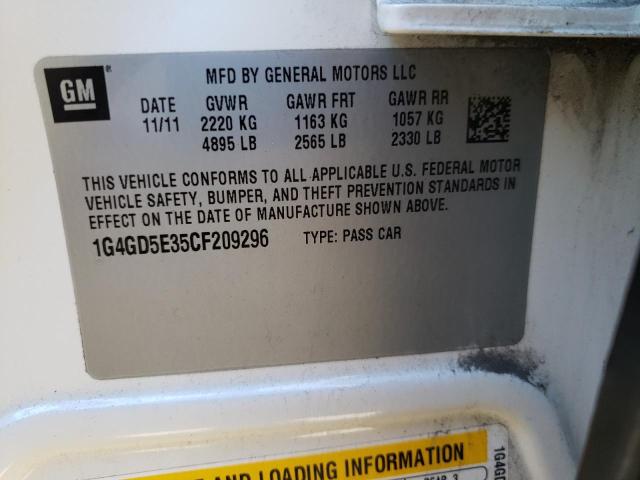 GM
MFD BY GENERAL MOTORS LLC
DATE GVWR GAWR FRT GAWR RR
11/11 2220 KG 1163 KG 1057 KG
4895 LB 2565 LB 2330 LB
THIS VEHICLE CONFORMS TO ALL APPLICABLE U.S. FEDERAL MOTOR
VEHICLE SAFETY, BUMPER, AND THEFT PREVENTION STANDARDS IN
EFFECT ON THE DATE OF MANUFACTURE SHOWN ABOVE.
1G4GD5E35CF209296 TYPE: PASS CAR
AND LOADING INFORMATION
1G4GD